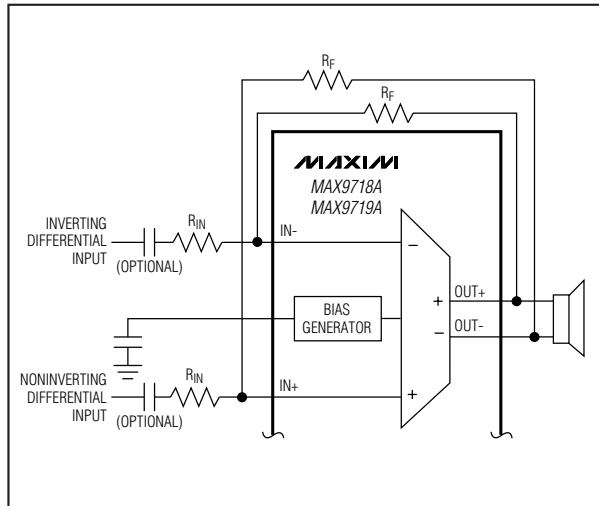 RF
RF
MAXIM
MAX9718A
MAX9719A
INVERTING
DIFFERENTIAL
INPUT
(OPTIONAL)
RIN
IN-
−
BIAS
GENERATOR
+
−
OUT+
OUT-
NONINVERTING
DIFFERENTIAL
INPUT
(OPTIONAL)
RIN
IN+
+